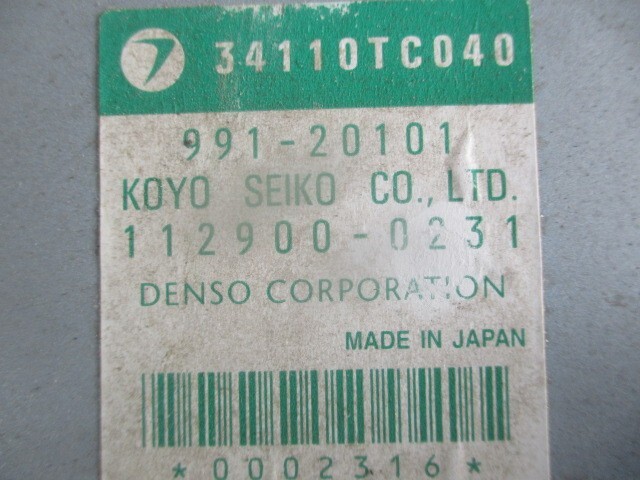 34110TC040
991-20101
KOYO SEIKO CO., LTD.
112900-0231
DENSO CORPORATION
MADE IN JAPAN
*0002316*